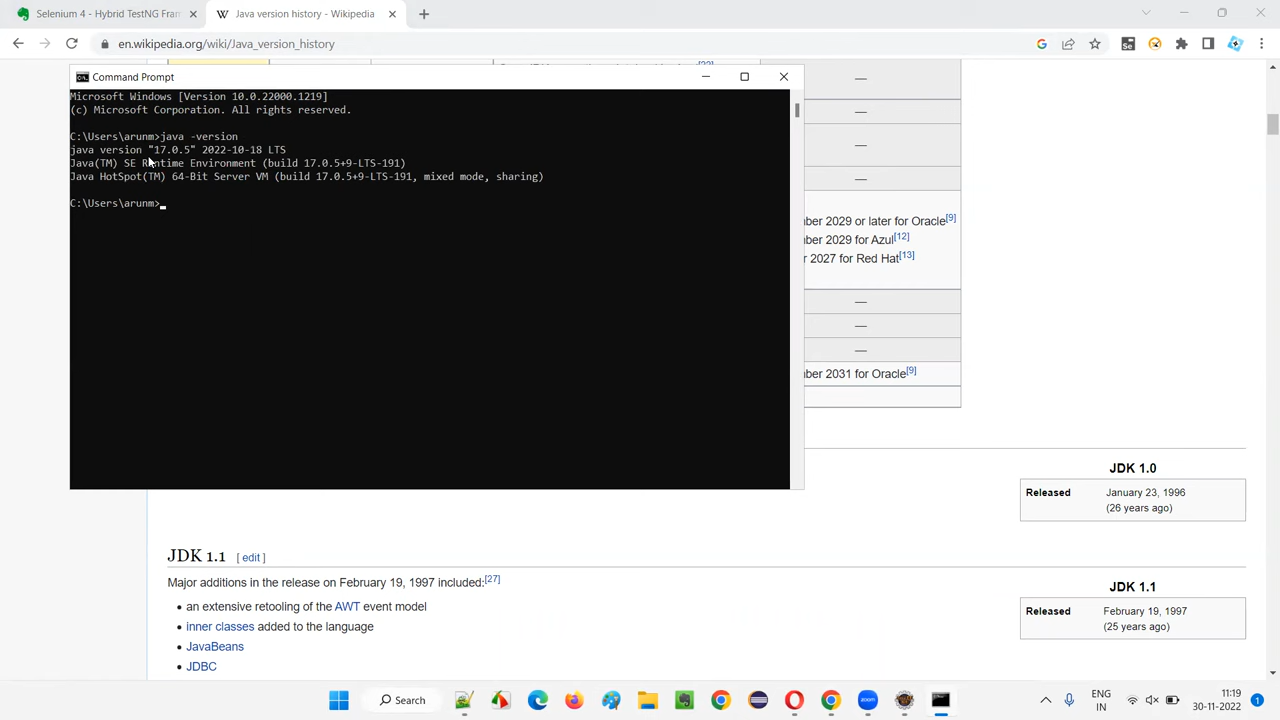 Selenium 4 - Hybrid TestNG Fram
Java version history - Wikipedia
en.wikipedia.org/wiki/Java_version_history
Command Prompt
Microsoft Windows [Version 10.0.22000.1219]
(c) Microsoft Corporation. All rights reserved.
C:\Users\arunm>java -version
java version "17.0.5" 2022-10-18 LTS
Java(TM) SE Runtime Environment (build 17.0.5+9-LTS-191)
Java HotSpot(TM) 64-Bit Server VM (build 17.0.5+9-LTS-191, mixed mode, sharing)
C:\Users\arunm>
—
—
—
—
ber 2029 or later for Oracle[9]
ber 2029 for Azul[12]
r 2027 for Red Hat[13]
—
—
—
ber 2031 for Oracle[9]
JDK 1.0
Released January 23, 1996
(26 years ago)
JDK 1.1 [ edit ]
Major additions in the release on February 19, 1997 included:[27]
• an extensive retooling of the AWT event model
• inner classes added to the language
• JavaBeans
• JDBC
JDK 1.1
Released February 19, 1997
(25 years ago)
Search
zoom
ENG
IN
11:19
30-11-2022
1